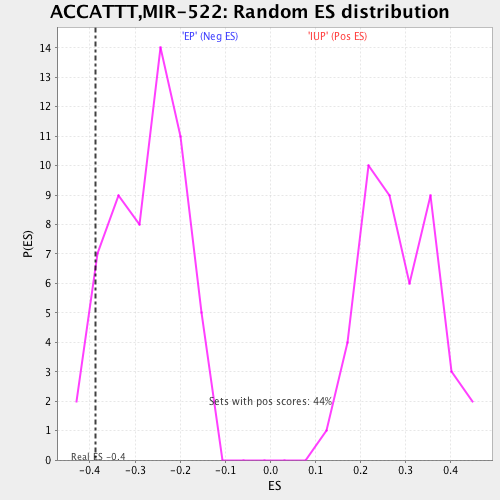 ACCATTT,MIR-522: Random ES distribution
'EP' (Neg ES)
'IUP' (Pos ES)
P(ES)
14
13
12
11
10
9
8
7
6
5
4
3
2
1
0
Sets with pos scores: 44%
Real ES -0.4
-0.4 -0.3 -0.2 -0.1 0.0 0.1 0.2 0.3 0.4
ES